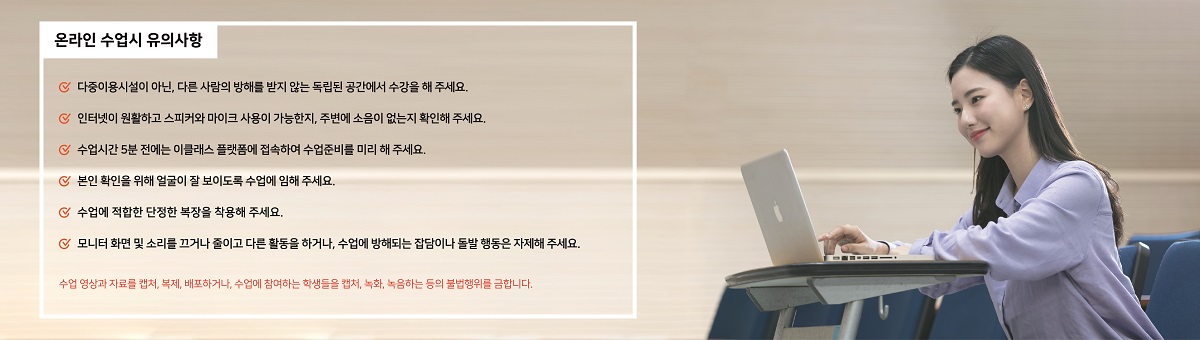 온라인 수업시 유의사항
다중이용시설이 아닌, 다른 사람의 방해를 받지 않는 독립된 공간에서 수강을 해 주세요.
인터넷이 원활하고 스피커와 마이크 사용이 가능한지, 주변에 소음이 없는지 확인해 주세요.
수업시간 5분 전에는 이클래스 플랫폼에 접속하여 수업준비를 미리 해 주세요.
본인 확인을 위해 얼굴이 잘 보이도록 수업에 임해 주세요.
수업에 적합한 단정한 복장을 착용해 주세요.
모니터 화면 및 소리를 끄거나 줄이고 다른 활동을 하거나, 수업에 방해되는 잡담이나 돌발 행동은 자제해 주세요.
수업 영상과 자료를 캡처, 복제, 배포하거나, 수업에 참여하는 학생들을 캡처, 녹화, 녹음하는 등의 불법행위를 금합니다.